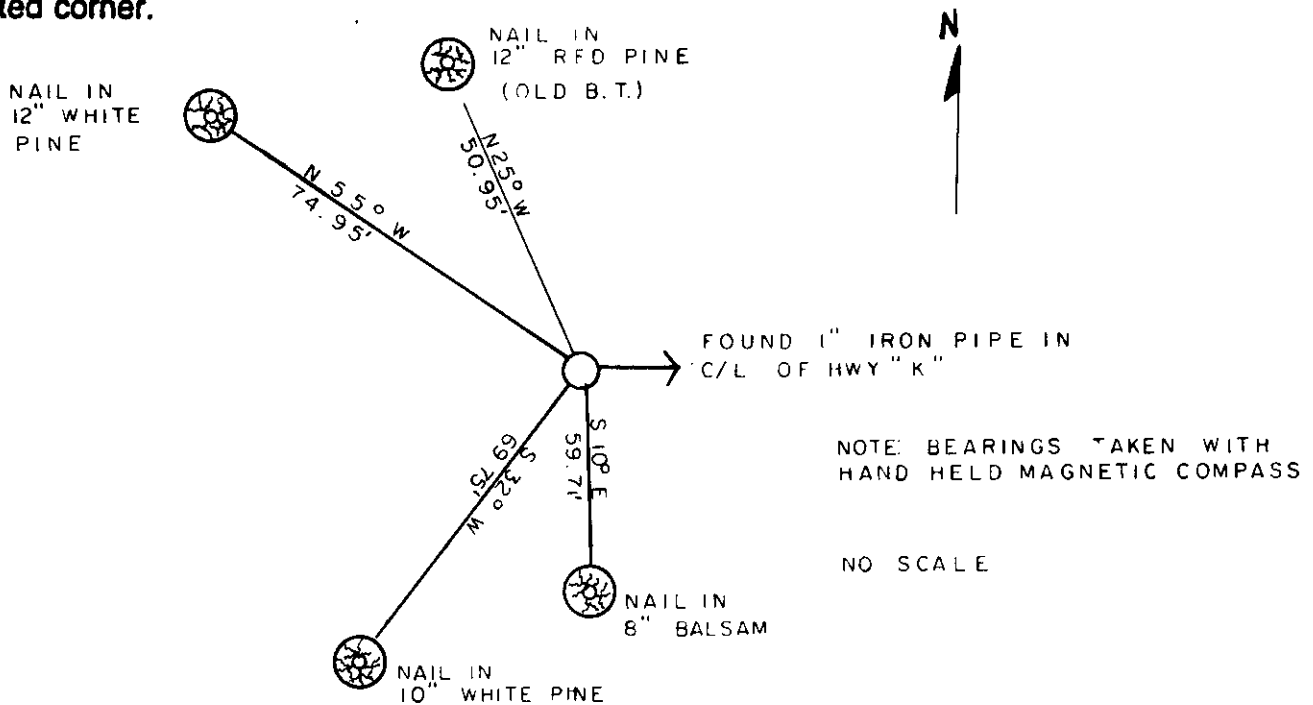 ted corner.
NAIL IN
12" RED PINE
(OLD B.T.)
N
NAIL IN
12" WHITE
PINE
N 25° W
50.95'
N 55° W
74.95'
FOUND 1" IRON PIPE IN
C/L OF HWY "K"
S 10° E
59.71'
S 32° W
69.75'
NOTE: BEARINGS TAKEN WITH
HAND HELD MAGNETIC COMPASS
NO SCALE
NAIL IN
8" BALSAM
NAIL IN
10" WHITE PINE